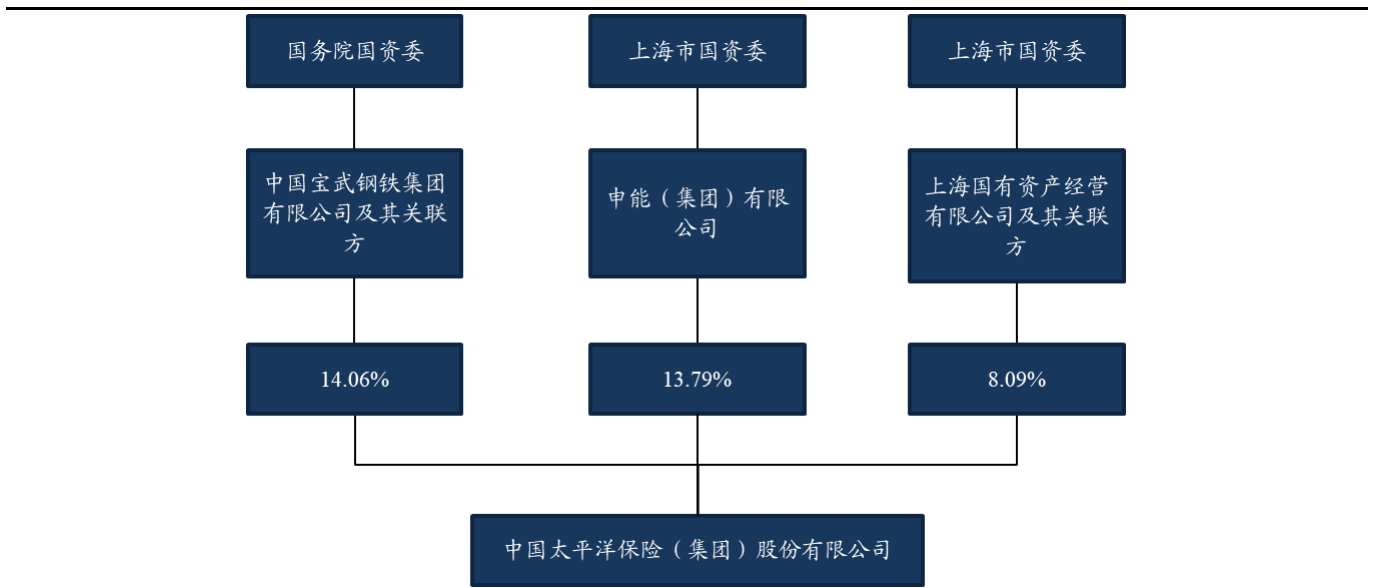 国务院国资委
上海市国资委
上海市国资委
中国宝武钢铁集团
有限公司及其关联
方
申能（集团）有限
公司
上海国有资产经营
有限公司及其关联
方
14.06%
13.79%
8.09%
中国太平洋保险（集团）股份有限公司